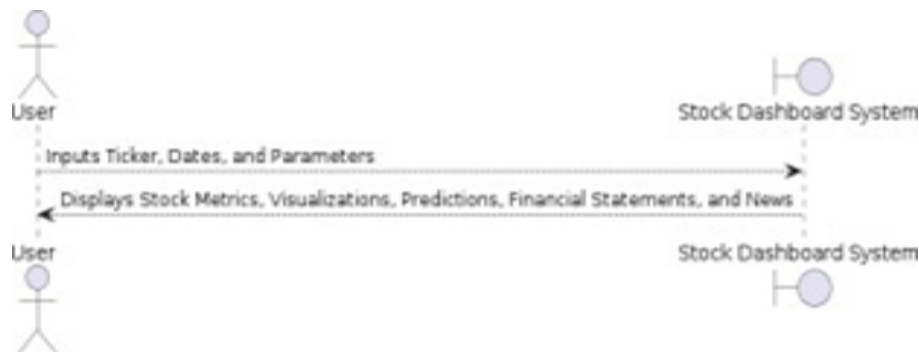 User
Stock Dashboard System
Inputs Ticker, Dates, and Parameters
Displays Stock Metrics, Visualizations, Predictions, Financial Statements, and News
User
Stock Dashboard System